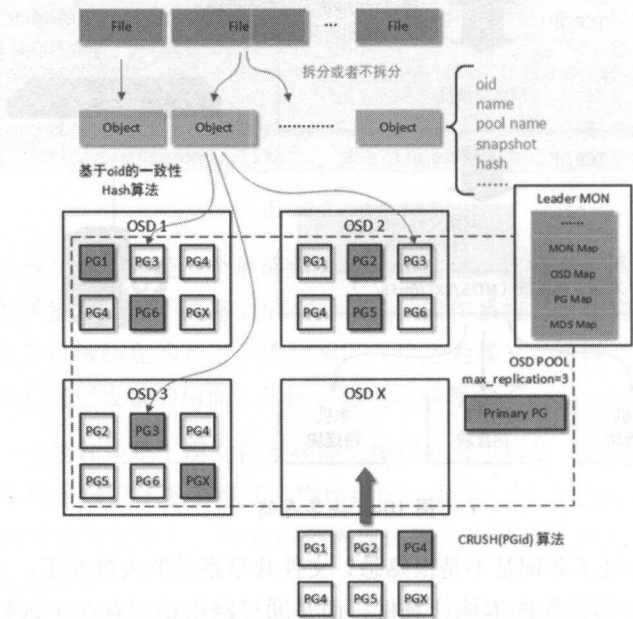 File
File
...
File
拆分或者不拆分
Object
Object
..............
Object
oid
name
pool name
snapshot
hash
......
基于oid的一致性
Hash算法
OSD 1
PG1
PG3
PG4
PG4
PG6
PGX
OSD 2
PG1
PG2
PG3
PG4
PG5
PG6
Leader MON
......
MON Map
OSD Map
PG Map
MDS Map
OSD POOL
max_replication=3
Primary PG
OSD 3
PG2
PG3
PG4
PG5
PG6
PGX
OSD X
CRUSH(PGid) 算法
PG1
PG2
PG4
PG4
PG5
PGX